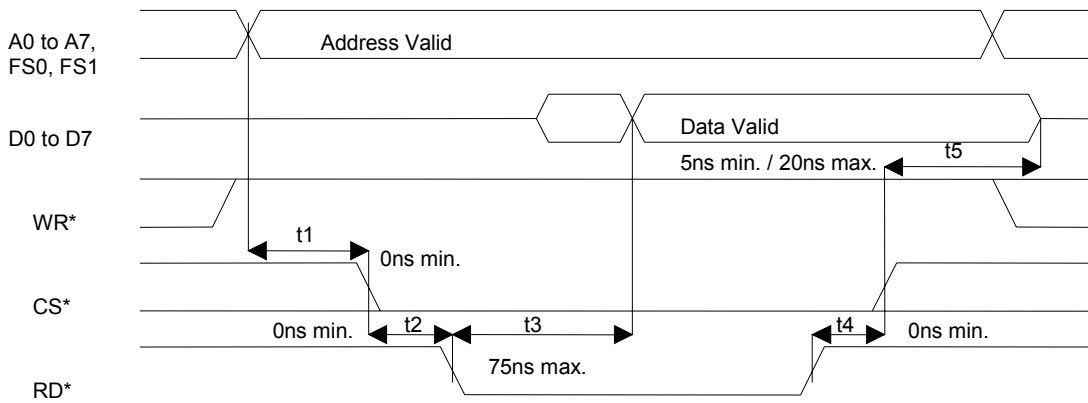 A0 to A7,
FS0, FS1
Address Valid
D0 to D7
Data Valid
5ns min. / 20ns max.
t5
WR*
t1
0ns min.
CS*
0ns min.
t2
t3
t4
0ns min.
75ns max.
RD*